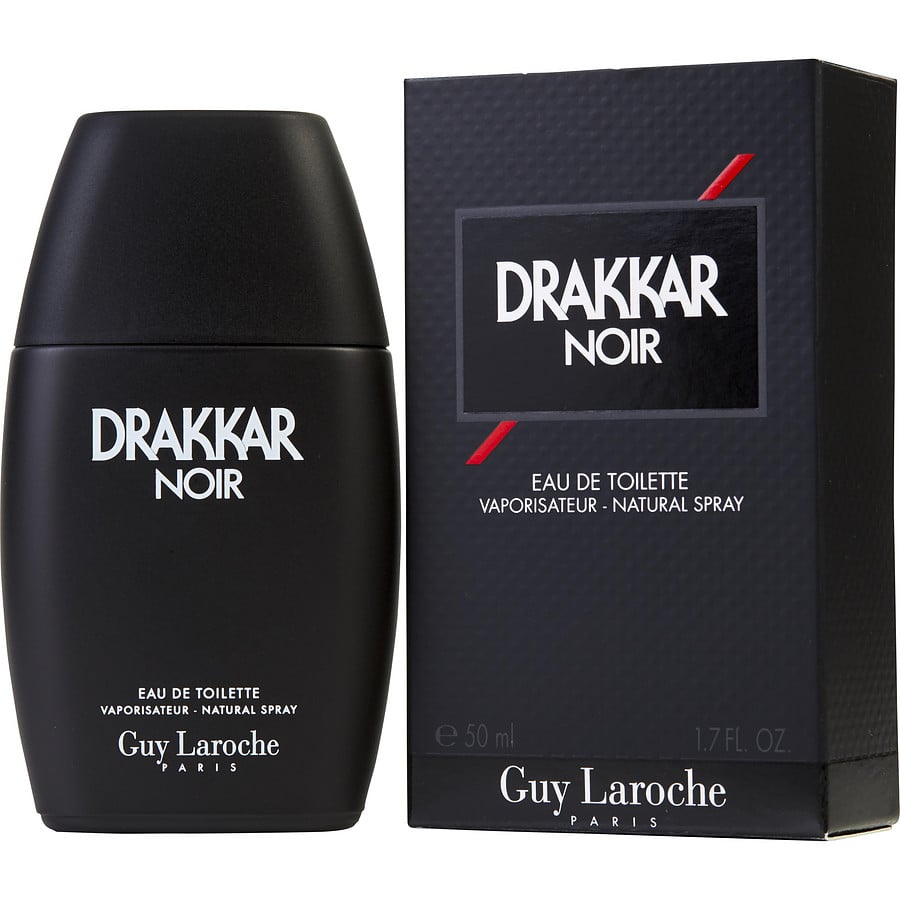 DRAKKAR
NOIR
EAU DE TOILETTE
VAPORISATEUR - NATURAL SPRAY
Guy Laroche
PARIS
DRAKKAR
NOIR
EAU DE TOILETTE
VAPORISATEUR - NATURAL SPRAY
℮ 50 ml 1.7 FL. OZ.
Guy Laroche
PARIS